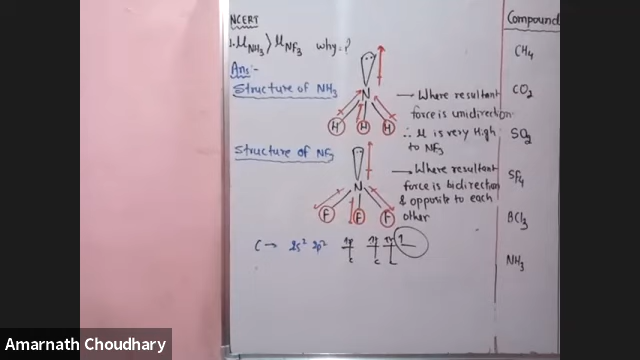 NCERT
1. μNH3 > μNF3 why?
Ans:-
Structure of NH3
N
H H H
→ Where resultant
force is unidirection
∴ μ is very High
to NF3
Structure of NF3
N
F F F
→ Where resultant
force is bidirection
& opposite to each
other
C → 2s² 2p²
Compound
CH4
CO2
SO2
SF4
BCl3
NH3
Amarnath Choudhary